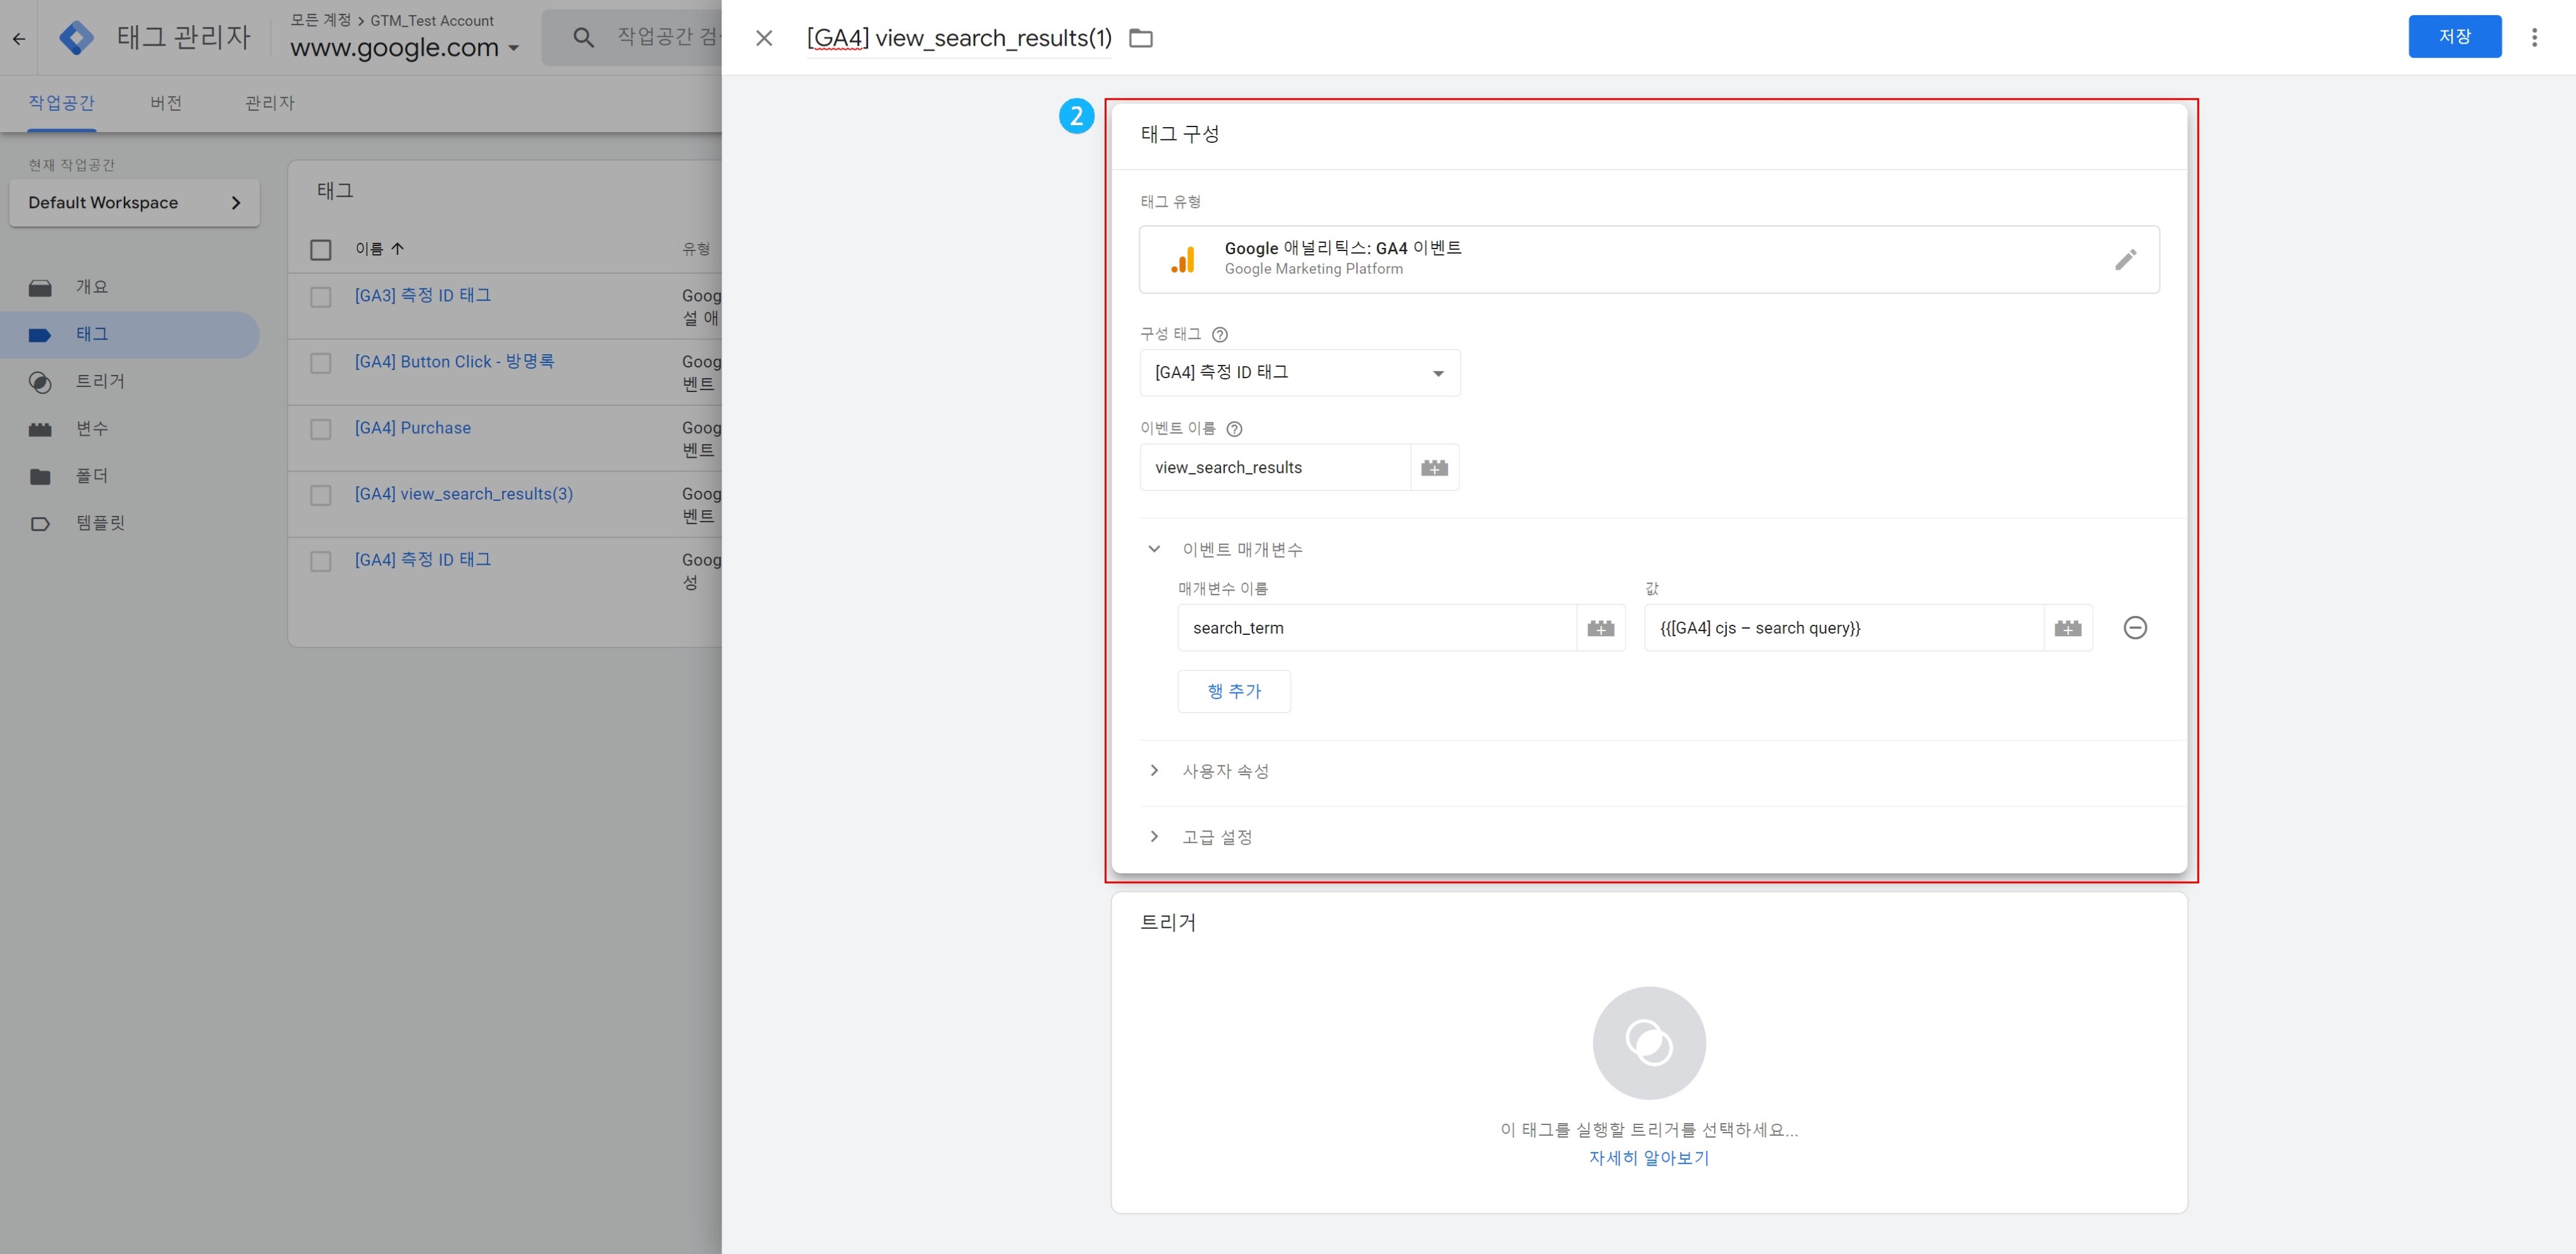 모든 계정 > GTM_Test Account
태그 관리자
www.google.com
작업공간 검
[GA4] view_search_results(1)
저장
작업공간
버전
관리자
현재 작업공간
Default Workspace
개요
태그
트리거
변수
폴더
템플릿
태그
이름
유형
[GA3] 측정 ID 태그
Goog
설 애
[GA4] Button Click - 방명록
Goog
벤트
[GA4] Purchase
Goog
벤트
[GA4] view_search_results(3)
Goog
벤트
[GA4] 측정 ID 태그
Goog
성
2
태그 구성
태그 유형
Google 애널리틱스: GA4 이벤트
Google Marketing Platform
구성 태그
[GA4] 측정 ID 태그
이벤트 이름
view_search_results
이벤트 매개변수
매개변수 이름
값
search_term
{{[GA4] cjs – search query}}
행 추가
사용자 속성
고급 설정
트리거
이 태그를 실행할 트리거를 선택하세요...
자세히 알아보기